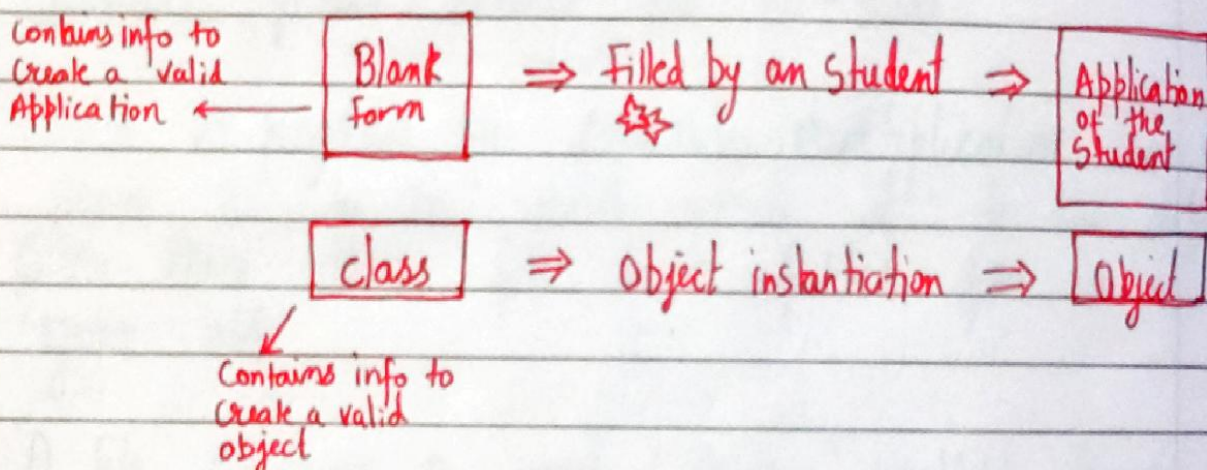 Contains info to
Create a valid
Application
Blank
form
⇒ Filled by an Student ⇒
Application
of the
Student
class ⇒ Object instantiation ⇒ Object
Contains info to
Create a valid
object